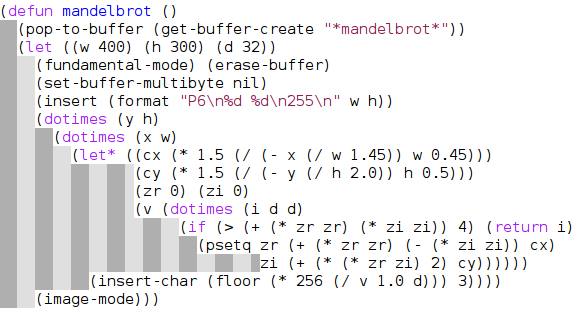 (defun mandelbrot ()
(pop-to-buffer (get-buffer-create "*mandelbrot*"))
(let ((w 400) (h 300) (d 32))
(fundamental-mode) (erase-buffer)
(set-buffer-multibyte nil)
(insert (format "P6\n%d %d\n255\n" w h))
(dotimes (y h)
(dotimes (x w)
(let* ((cx (* 1.5 (/ (- x (/ w 1.45)) w 0.45)))
(cy (* 1.5 (/ (- y (/ h 2.0)) h 0.5)))
(zr 0) (zi 0)
(v (dotimes (i d d)
(if (> (+ (* zr zr) (* zi zi)) 4) (return i)
(psetq zr (+ (* zr zr) (- (* zi zi)) cx)
zi (+ (* (* zr zi) 2) cy))))))
(insert-char (floor (* 256 (/ v 1.0 d))) 3))))
(image-mode)))